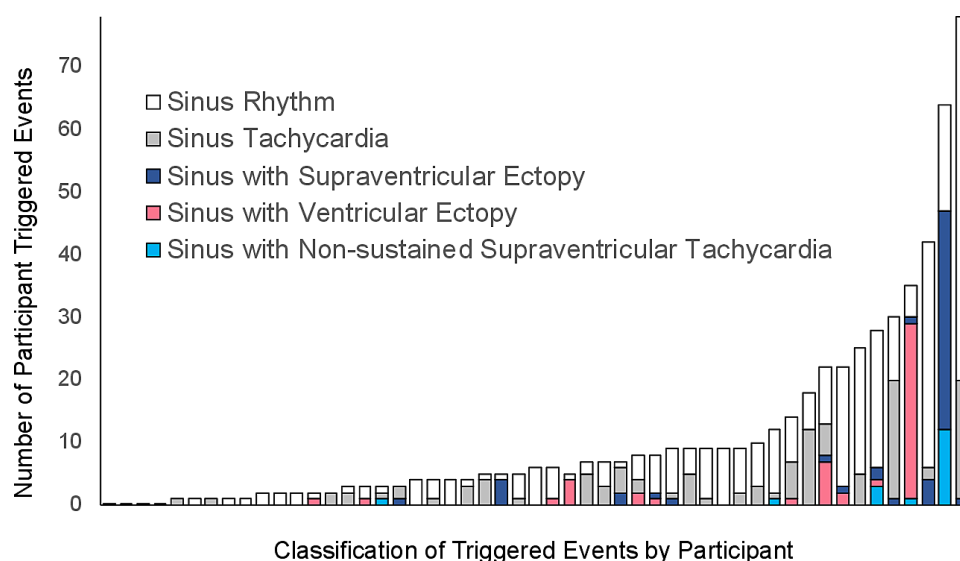 Number of Participant Triggered Events
70
60
50
40
30
20
10
0
Sinus Rhythm
Sinus Tachycardia
Sinus with Supraventricular Ectopy
Sinus with Ventricular Ectopy
Sinus with Non-sustained Supraventricular Tachycardia
Classification of Triggered Events by Participant